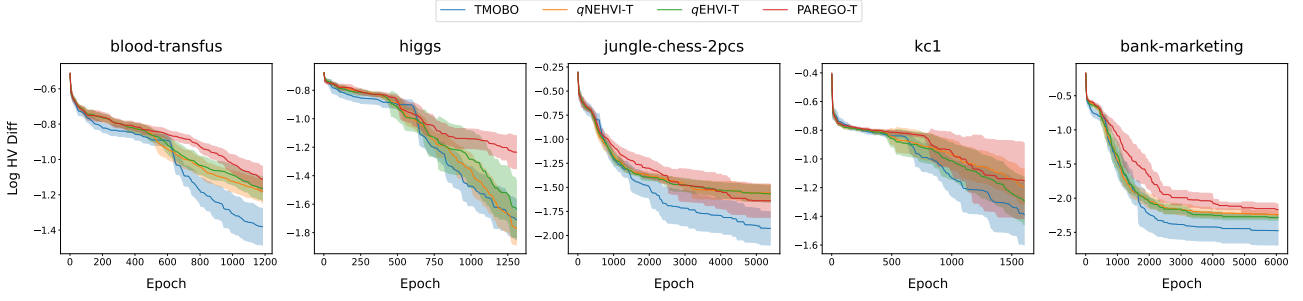 TMOBO qNEHVI-T qEHVI-T PAREGO-T
blood-transfus higgs jungle-chess-2pcs kc1 bank-marketing
Log HV Diff
−0.6
−0.8
−1.0
−1.2
−1.4
0 200 400 600 800 1000 1200
Epoch
−0.8
−1.0
−1.2
−1.4
−1.6
−1.8
0 250 500 750 1000 1250
Epoch
−0.25
−0.50
−0.75
−1.00
−1.25
−1.50
−1.75
−2.00
0 1000 2000 3000 4000 5000
Epoch
−0.4
−0.6
−0.8
−1.0
−1.2
−1.4
−1.6
0 500 1000 1500
Epoch
−0.5
−1.0
−1.5
−2.0
−2.5
0 1000 2000 3000 4000 5000 6000
Epoch